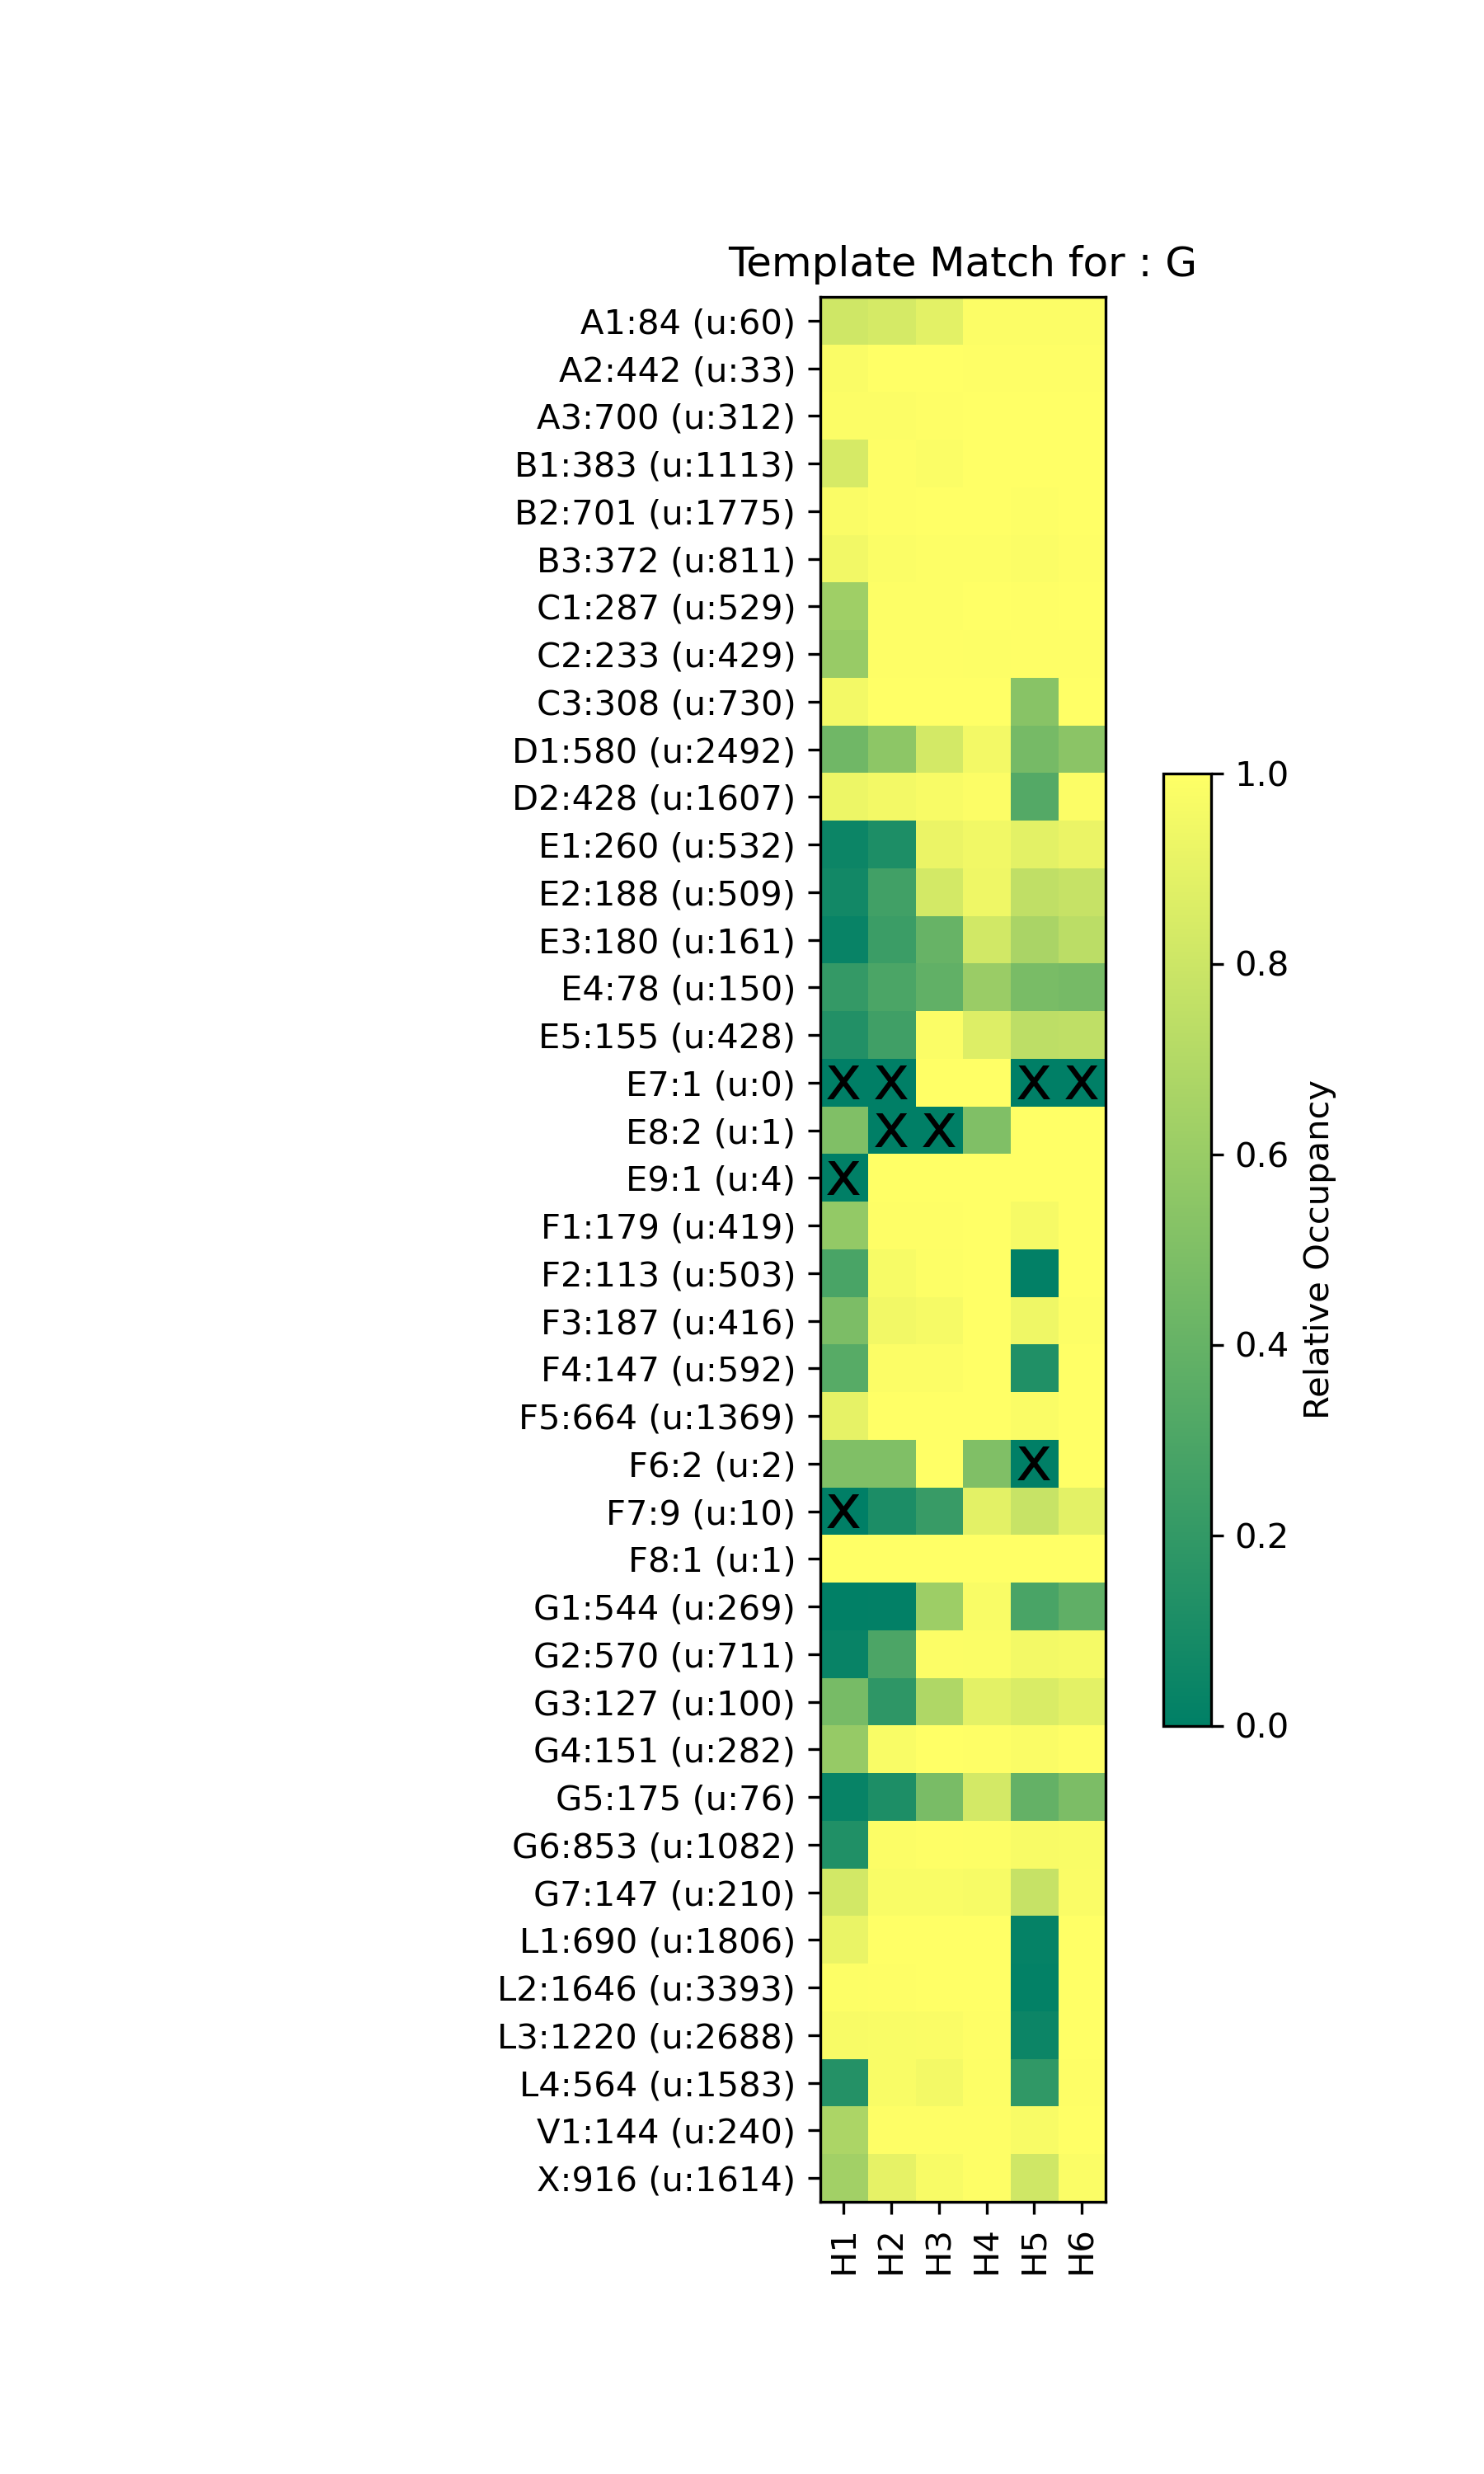 Template Match for : G
A1:84 (u:60)
A2:442 (u:33)
A3:700 (u:312)
B1:383 (u:1113)
B2:701 (u:1775)
B3:372 (u:811)
C1:287 (u:529)
C2:233 (u:429)
C3:308 (u:730)
D1:580 (u:2492)
D2:428 (u:1607)
E1:260 (u:532)
E2:188 (u:509)
E3:180 (u:161)
E4:78 (u:150)
E5:155 (u:428)
E7:1 (u:0) X X X X
E8:2 (u:1) X X
E9:1 (u:4) X
F1:179 (u:419)
F2:113 (u:503)
F3:187 (u:416)
F4:147 (u:592)
F5:664 (u:1369)
F6:2 (u:2) X
F7:9 (u:10) X
F8:1 (u:1)
G1:544 (u:269)
G2:570 (u:711)
G3:127 (u:100)
G4:151 (u:282)
G5:175 (u:76)
G6:853 (u:1082)
G7:147 (u:210)
L1:690 (u:1806)
L2:1646 (u:3393)
L3:1220 (u:2688)
L4:564 (u:1583)
V1:144 (u:240)
X:916 (u:1614)
H1 H2 H3 H4 H5 H6
1.0
0.8
0.6
0.4
0.2
0.0
Relative Occupancy